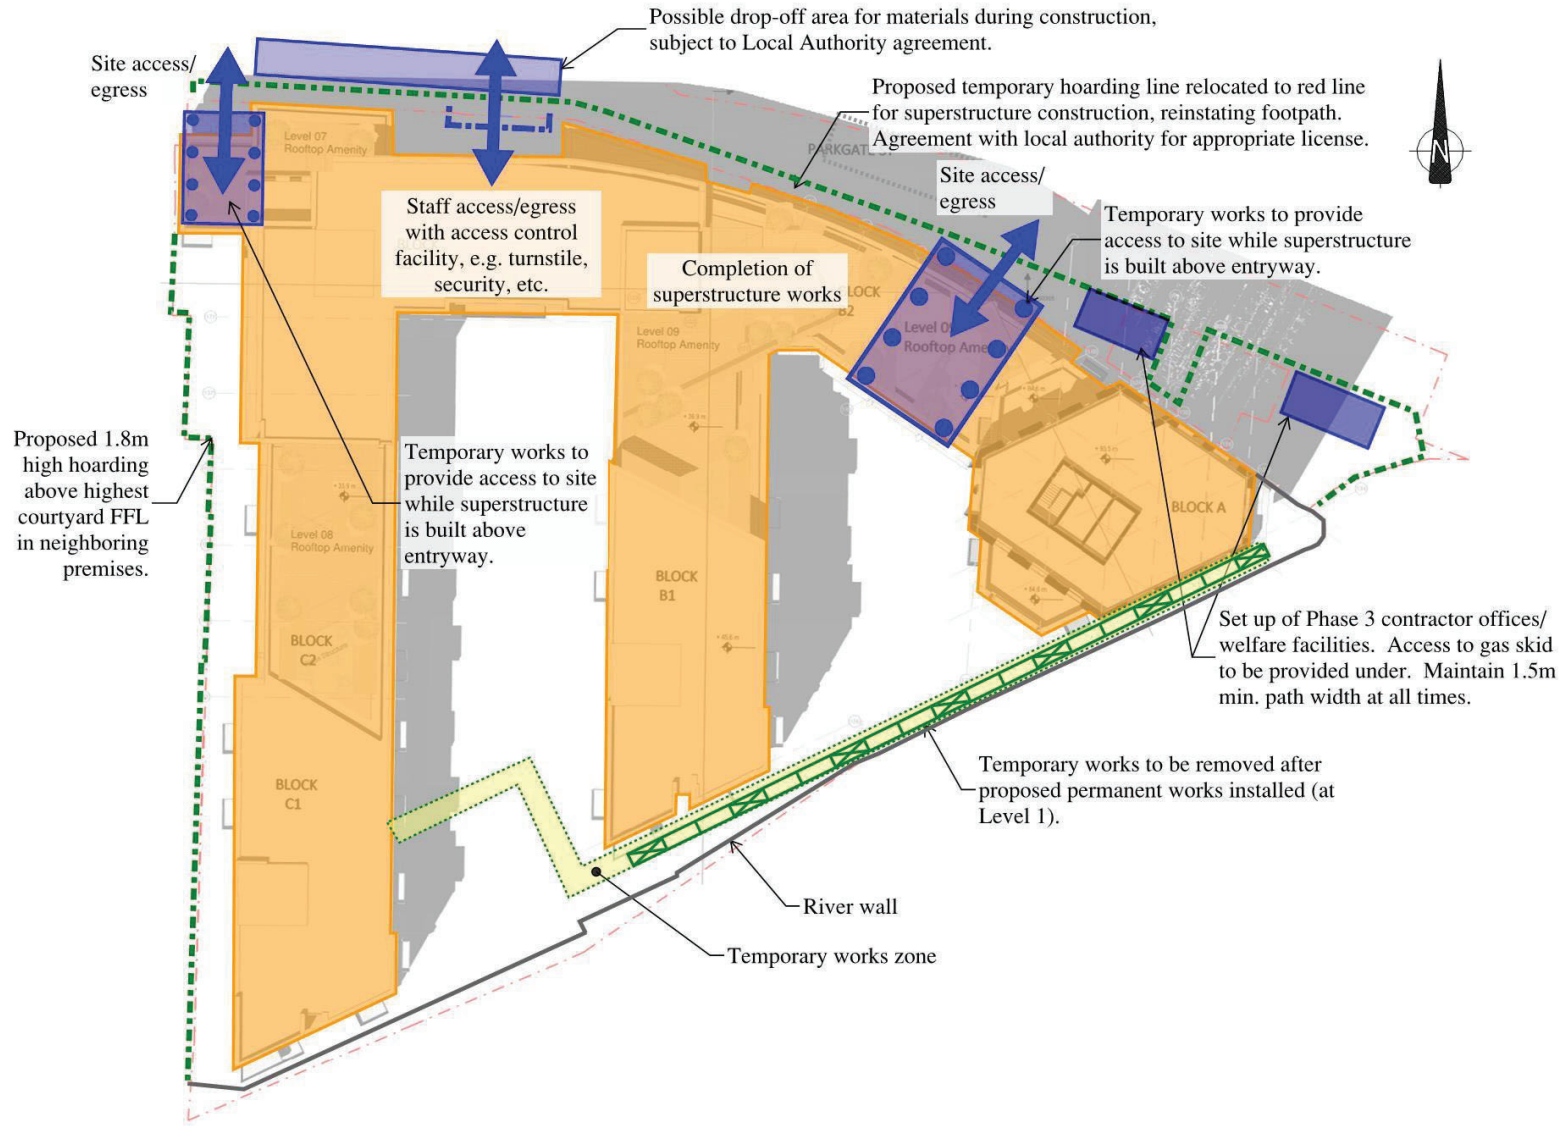 Possible drop-off area for materials during construction,
subject to Local Authority agreement.
Site access/
egress
Proposed temporary hoarding line relocated to red line
for superstructure construction, reinstating footpath.
Agreement with local authority for appropriate license.
N
Level 07
Rooftop Amenity
PARKGATE
Site access/
egress
Temporary works to provide
access to site while superstructure
is built above entryway.
Staff access/egress
with access control
facility, e.g. turnstile,
security, etc.
Completion of
superstructure works
BLOCK
B2
Level 09
Rooftop Amenity
Level 09
Rooftop Ame
Proposed 1.8m
high hoarding
above highest
courtyard FFL
in neighboring
premises.
Temporary works to
provide access to site
while superstructure
is built above
entryway.
Level 08
Rooftop Amenity
BLOCK A
BLOCK
B1
BLOCK
C2
Set up of Phase 3 contractor offices/
welfare facilities. Access to gas skid
to be provided under. Maintain 1.5m
min. path width at all times.
BLOCK
C1
Temporary works to be removed after
proposed permanent works installed (at
Level 1).
River wall
Temporary works zone